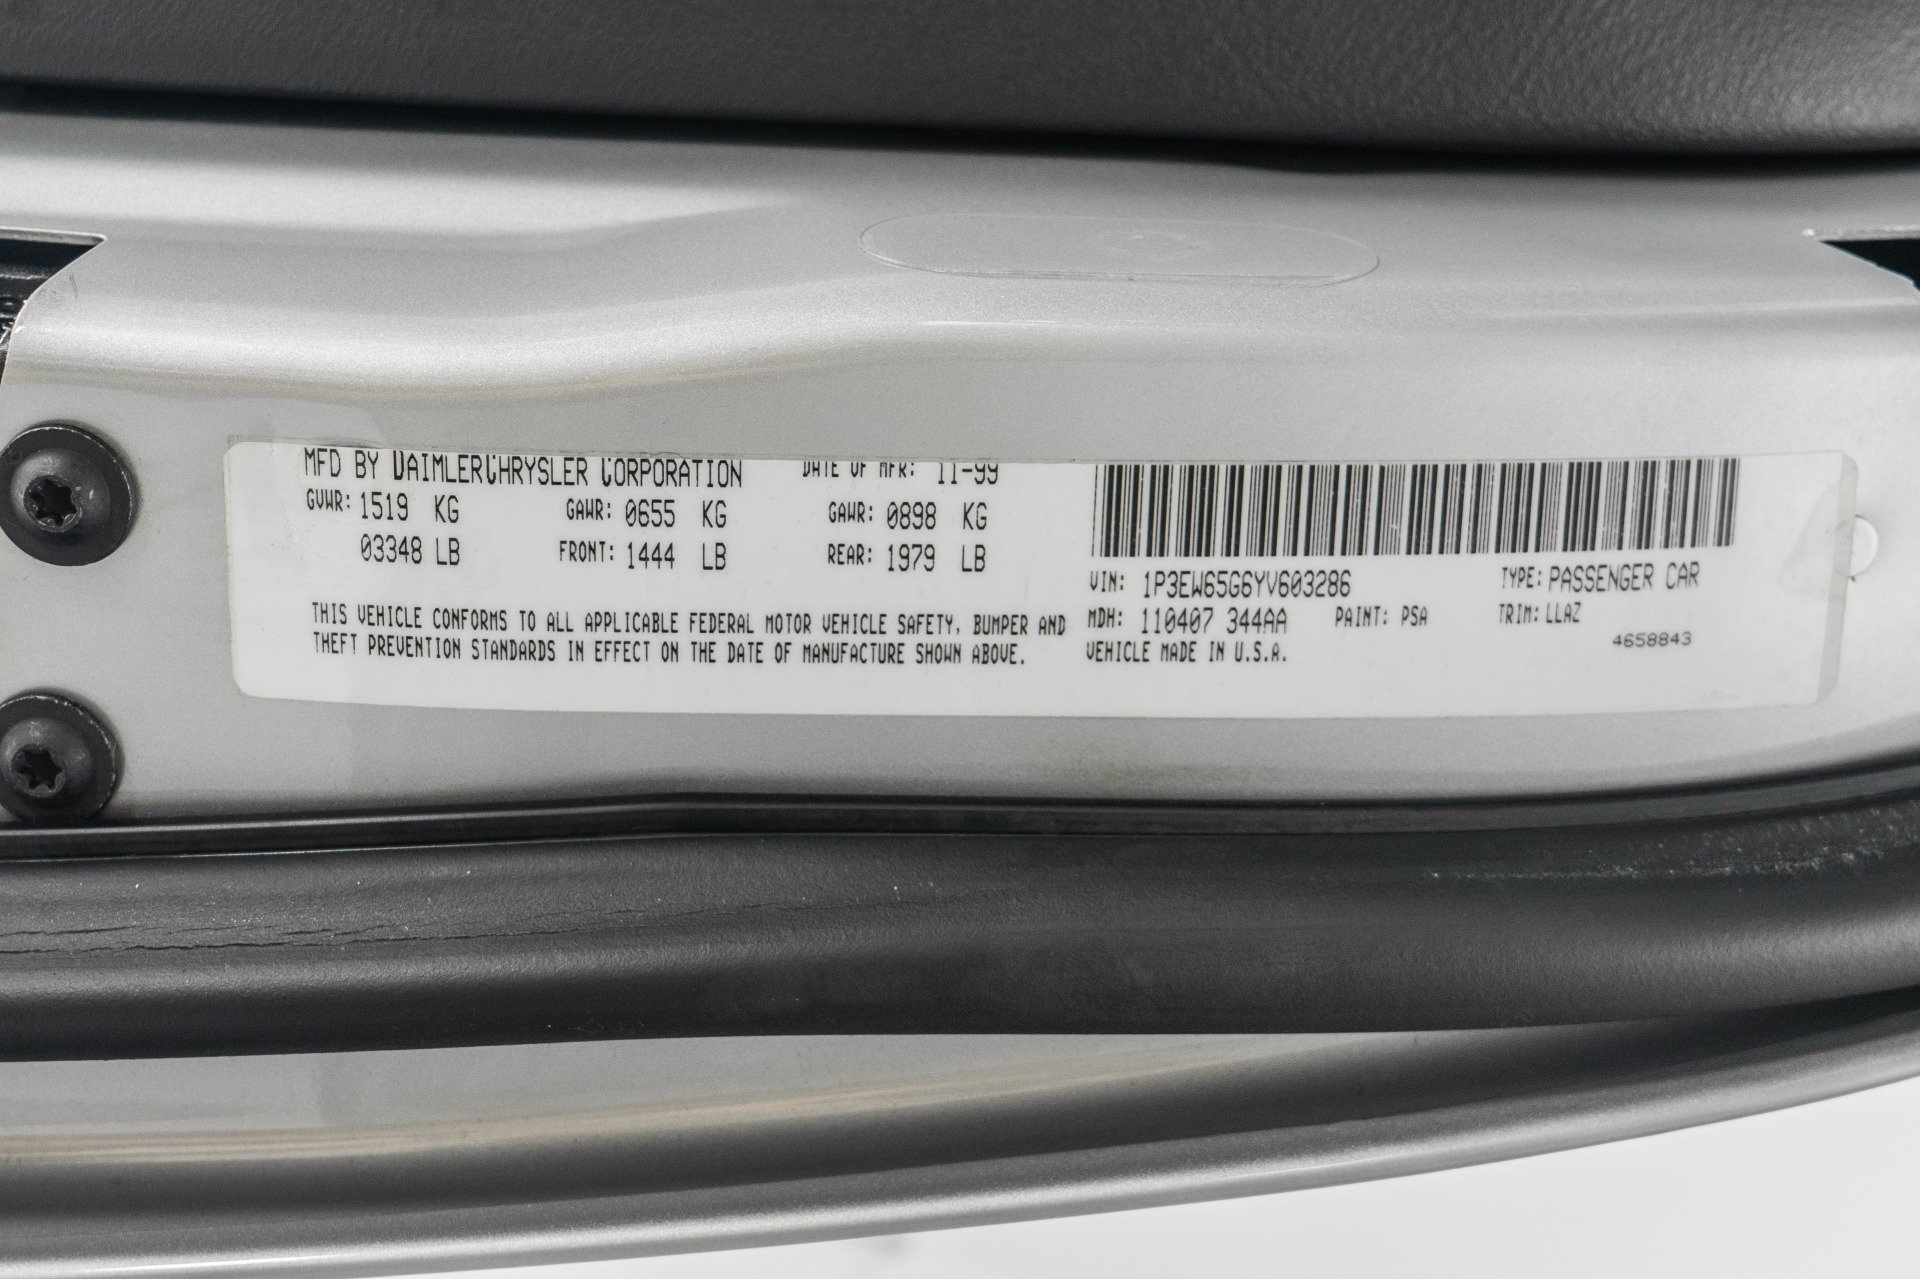 MFD BY DAIMLERCHRYSLER CORPORATION DATE OF MFR: 11-99
GVWR: 1519 KG GAWR: 0655 KG GAWR: 0898 KG
03348 LB FRONT: 1444 LB REAR: 1979 LB
THIS VEHICLE CONFORMS TO ALL APPLICABLE FEDERAL MOTOR VEHICLE SAFETY, BUMPER AND
THEFT PREVENTION STANDARDS IN EFFECT ON THE DATE OF MANUFACTURE SHOWN ABOVE.
VIN: 1P3EW65G6YV603286 TYPE: PASSENGER CAR
MDH: 110407 344AA PAINT: PSA TRIM: LLAZ
VEHICLE MADE IN U.S.A. 4658843